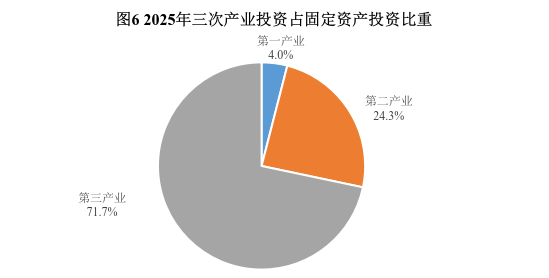 图6 2025年三次产业投资占固定资产投资比重
第一产业
4.0%
第二产业
24.3%
第三产业
71.7%